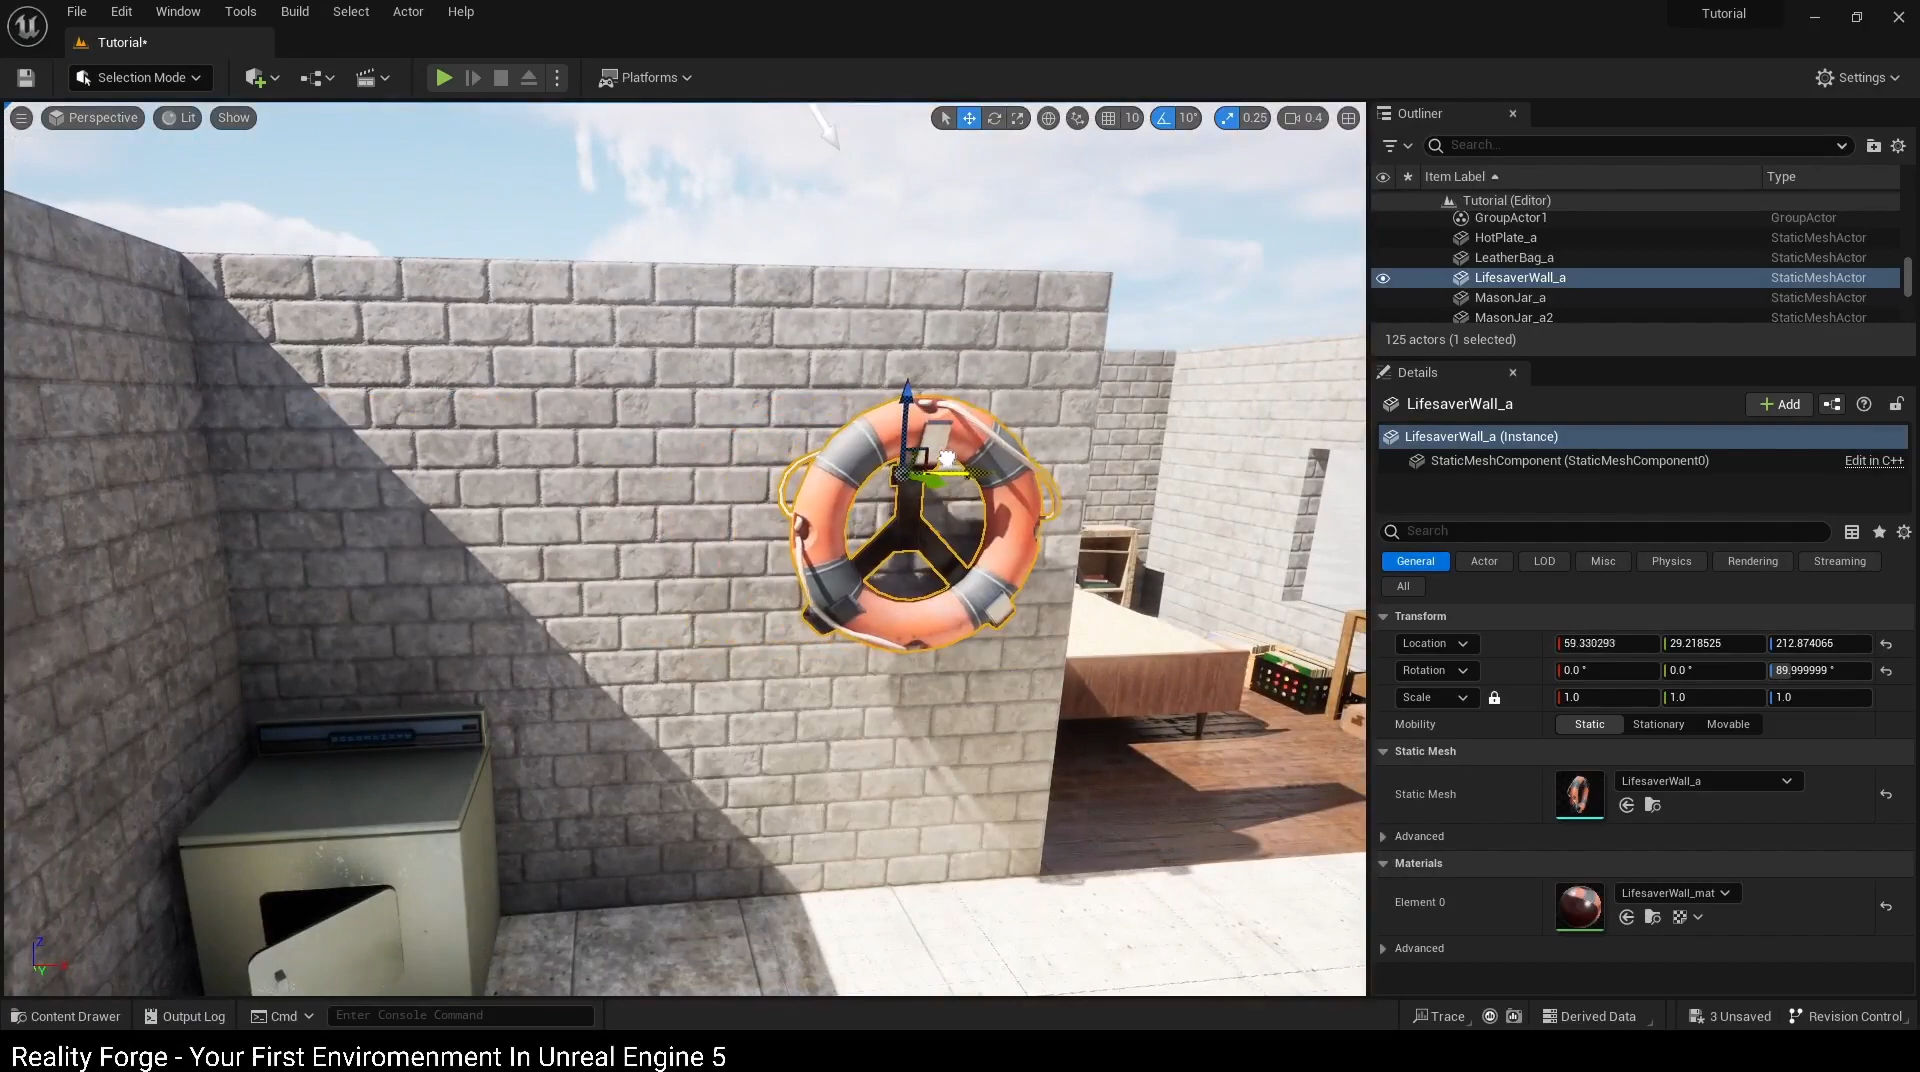 File Edit Window Tools Build Select Actor Help
Tutorial
Tutorial*
Selection Mode
Platforms
Settings
Perspective
Lit
Show
10
10°
0.25
0.4
Outliner
Search...
Item Label
Type
Tutorial (Editor)
GroupActor1 GroupActor
HotPlate_a StaticMeshActor
LeatherBag_a StaticMeshActor
LifesaverWall_a StaticMeshActor
MasonJar_a StaticMeshActor
MasonJar_a2 StaticMeshActor
125 actors (1 selected)
Details
LifesaverWall_a
Add
LifesaverWall_a (Instance)
StaticMeshComponent (StaticMeshComponent0)
Edit in C++
Search
General Actor LOD Misc Physics Rendering Streaming
All
Transform
Location 59.330293 29.218525 212.874065
Rotation 0.0 ° 0.0 ° 89.999999 °
Scale 1.0 1.0 1.0
Mobility Static Stationary Movable
Static Mesh
Static Mesh LifesaverWall_a
Advanced
Materials
Element 0 LifesaverWall_mat
Advanced
Z
Y
Content Drawer
Output Log
Cmd
Enter Console Command
Trace
Derived Data
3 Unsaved
Revision Control
Reality Forge - Your First Enviromenment In Unreal Engine 5